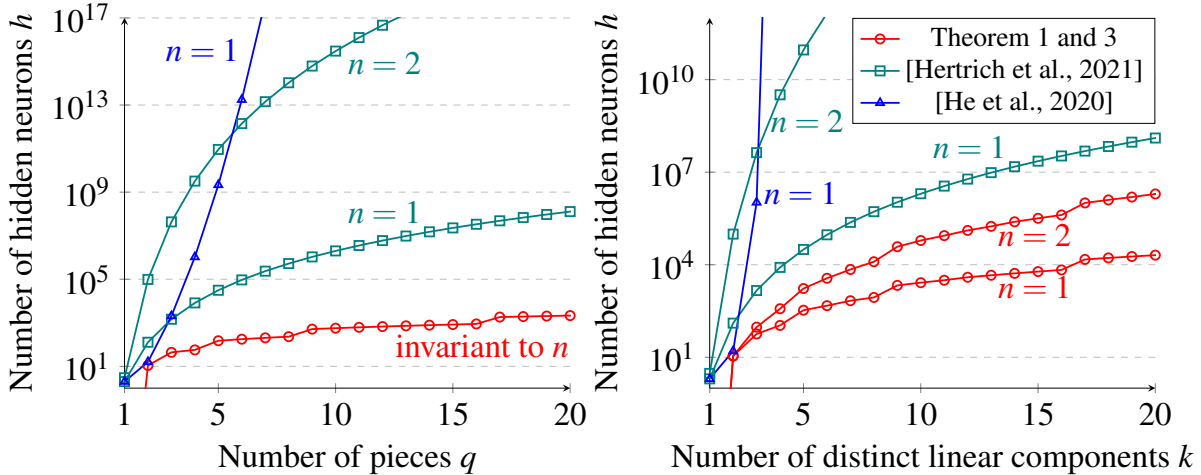 Number of hidden neurons h
10^17
10^13
10^9
10^5
10^1
n = 1
n = 2
n = 1
invariant to n
1
5
10
15
20
Number of pieces q
Number of hidden neurons h
10^10
10^7
10^4
10^1
Theorem 1 and 3
[Hertrich et al., 2021]
[He et al., 2020]
n = 2
n = 1
n = 1
n = 2
n = 1
1
5
10
15
20
Number of distinct linear components k